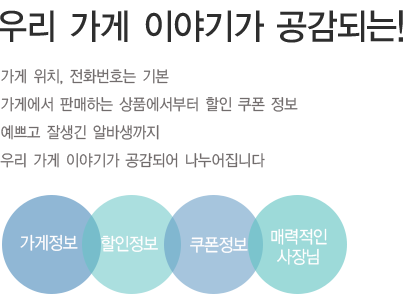 우리 가게 이야기가 공감되는!
가게 위치, 전화번호는 기본
가게에서 판매하는 상품에서부터 할인 쿠폰 정보
예쁘고 잘생긴 알바생까지
우리 가게 이야기가 공감되어 나누어집니다
가게정보
할인정보
쿠폰정보
매력적인
사장님